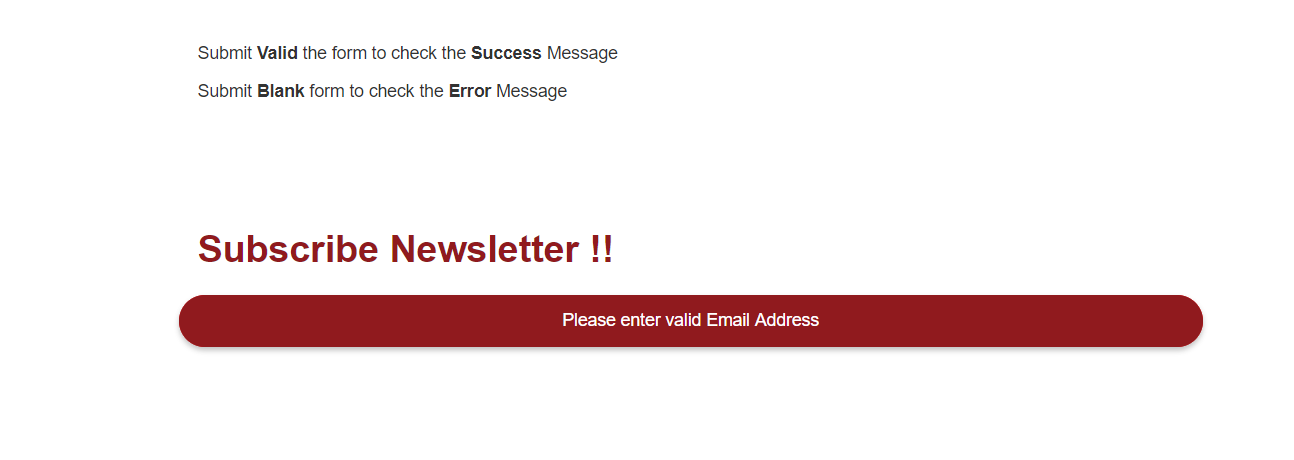 Submit Valid the form to check the Success Message
Submit Blank form to check the Error Message
Subscribe Newsletter !!
Please enter valid Email Address